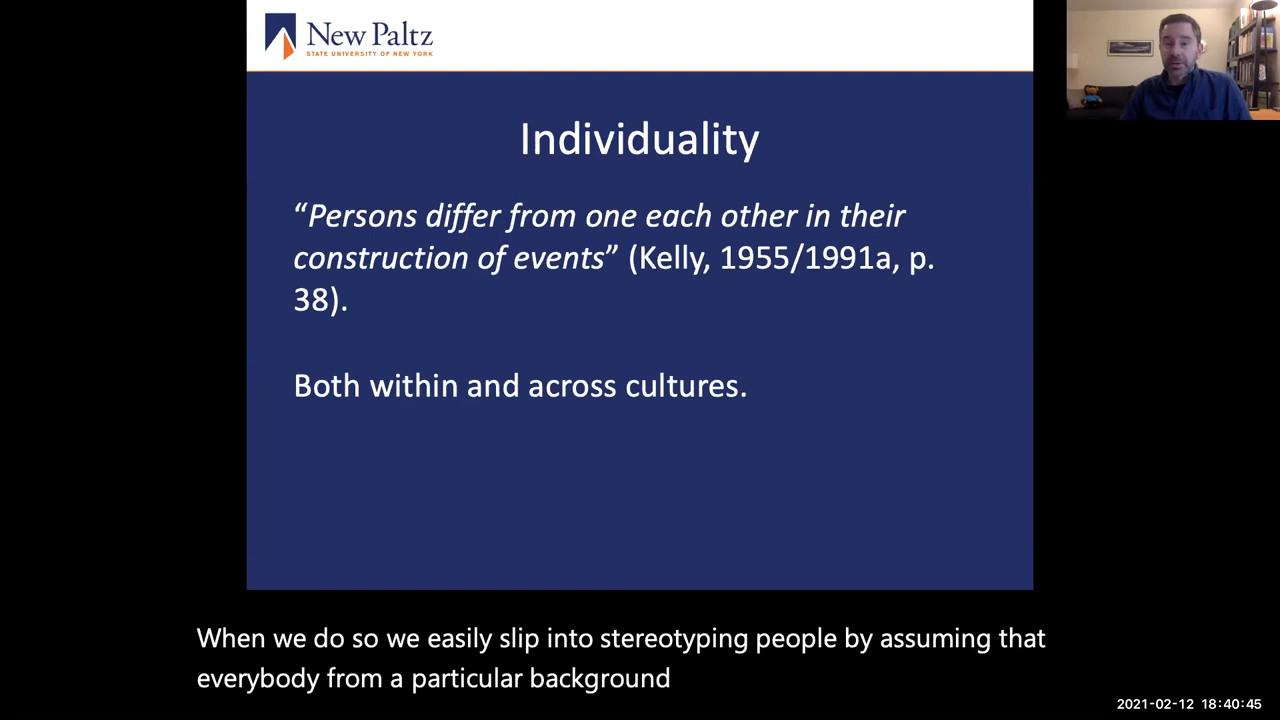 New Paltz
STATE UNIVERSITY OF NEW YORK
Individuality
“Persons differ from one each other in their
construction of events” (Kelly, 1955/1991a, p.
38).
Both within and across cultures.
When we do so we easily slip into stereotyping people by assuming that
everybody from a particular background
2021-02-12 18:40:45